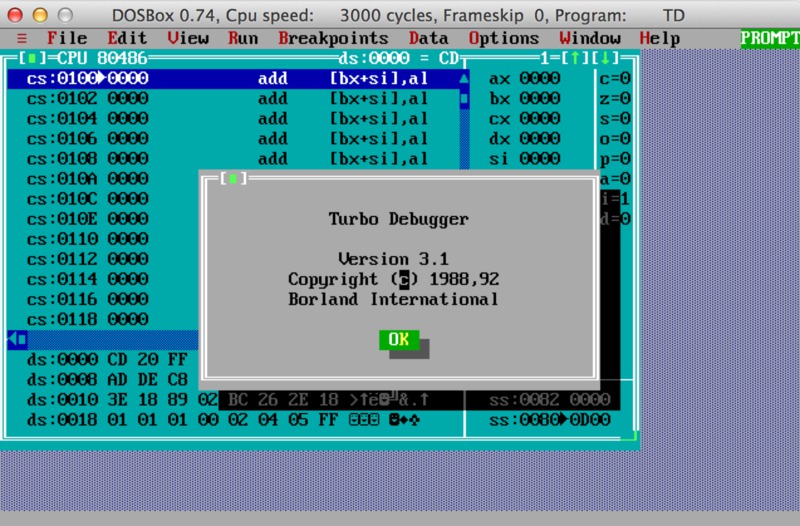 DOSBox 0.74, Cpu speed: 3000 cycles, Frameskip 0, Program: TD
≡ File Edit View Run Breakpoints Data Options Window Help PROMPT
[■]=CPU 80486 ds:0000 = CD 1=[↑][↓]
cs:0100▶0000 add [bx+si],al ax 0000 c=0
cs:0102 0000 add [bx+si],al bx 0000 z=0
cs:0104 0000 add [bx+si],al cx 0000 s=0
cs:0106 0000 add [bx+si],al dx 0000 o=0
cs:0108 0000 add [bx+si],al si 0000 p=0
cs:010A 0000 a=0
cs:010C 0000 i=1
cs:010E 0000 d=0
cs:0110 0000
cs:0112 0000
cs:0114 0000
cs:0116 0000
cs:0118 0000
[■]
Turbo Debugger
Version 3.1
Copyright (c) 1988,92
Borland International
OK
ds:0000 CD 20 FF
ds:0008 AD DE C8
ds:0010 3E 18 89 02 BC 26 2E 18 >↑ë☻╝&.↑ ss:0082 0000
ds:0018 01 01 01 00 02 04 05 FF ☺☺☺ ☻♦♣ ss:0080▶0D00